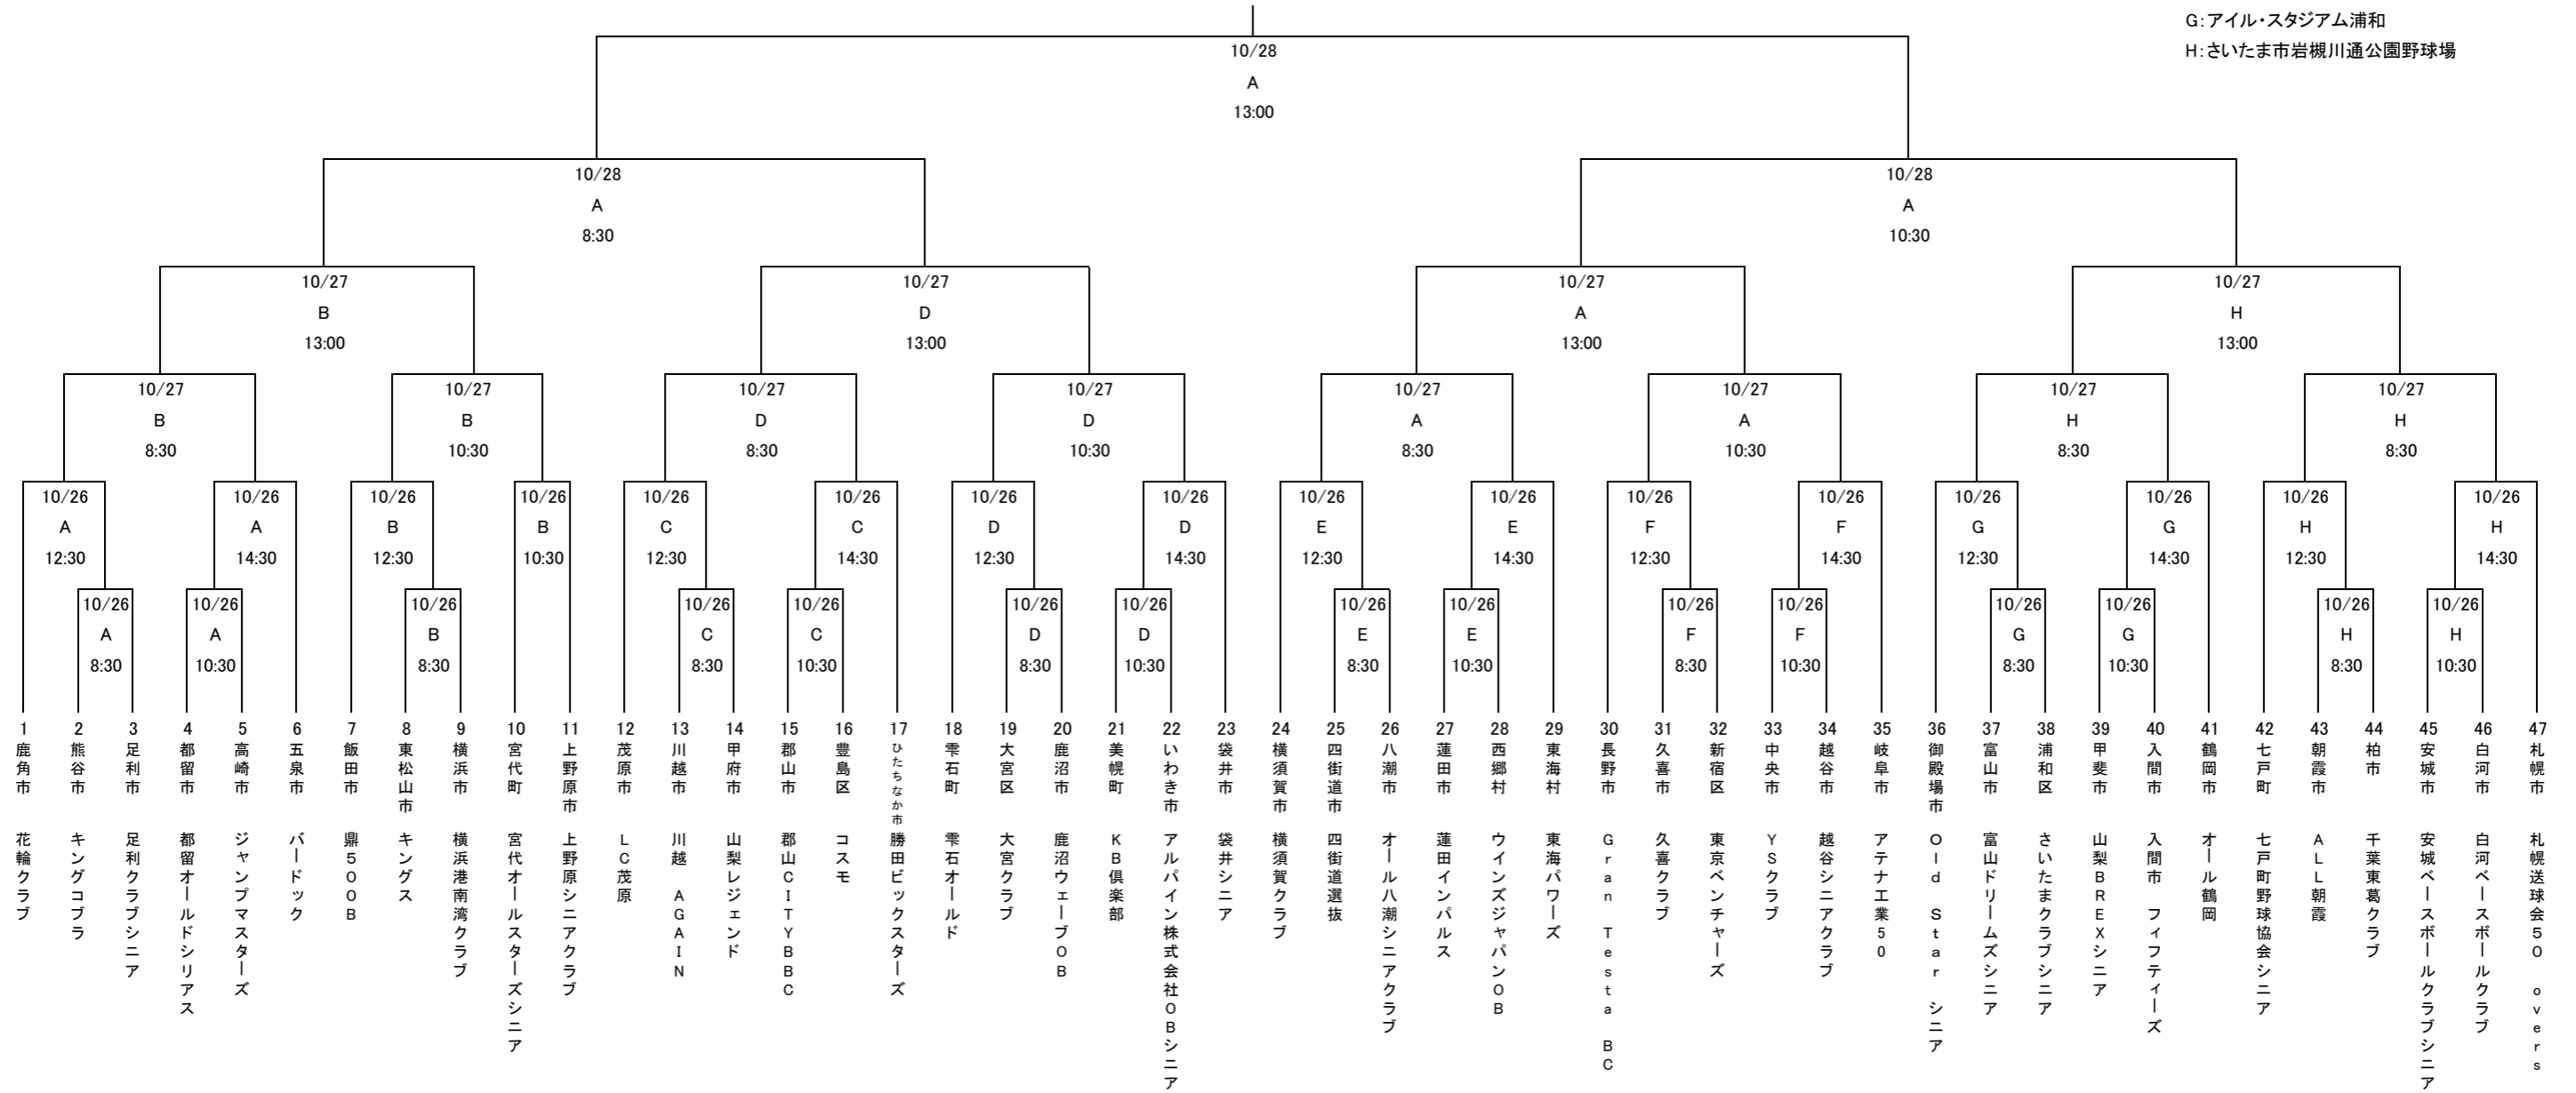 G：アイル・スタジアム浦和
H：さいたま市岩槻川通公園野球場
10/28
A
13:00
10/28
A
8:30
10/28
A
10:30
10/27
B
13:00
10/27
D
13:00
10/27
A
13:00
10/27
H
13:00
10/27
B
8:30
10/27
B
10:30
10/27
D
8:30
10/27
D
10:30
10/27
A
8:30
10/27
A
10:30
10/27
H
8:30
10/27
H
8:30
10/26
A
12:30
10/26
A
14:30
10/26
B
12:30
10/26
B
10:30
10/26
C
12:30
10/26
C
14:30
10/26
D
12:30
10/26
D
14:30
10/26
E
12:30
10/26
E
14:30
10/26
F
12:30
10/26
F
14:30
10/26
G
12:30
10/26
G
14:30
10/26
H
12:30
10/26
H
14:30
10/26
A
8:30
10/26
A
10:30
10/26
B
8:30
10/26
C
8:30
10/26
C
10:30
10/26
D
8:30
10/26
D
10:30
10/26
E
8:30
10/26
E
10:30
10/26
F
8:30
10/26
F
10:30
10/26
G
8:30
10/26
G
10:30
10/26
H
8:30
10/26
H
10:30
1 鹿角市 花輪クラブ
2 熊谷市 キングコブラ
3 足利市 足利クラブシニア
4 都留市 都留オールドシリアス
5 高崎市 ジャンプマスターズ
6 五泉市 バードック
7 飯田市 鼎５００Ｂ
8 東松山市 キングス
9 横浜市 横浜港南湾クラブ
10 宮代町 宮代オールスターズシニア
11 上野原市 上野原シニアクラブ
12 茂原市 ＬＣ茂原
13 川越市 川越　ＡＧＡＩＮ
14 甲府市 山梨レジェンド
15 郡山市 郡山ＣＩＴＹＢＢＣ
16 豊島区 コスモ
17 ひたちなか市 勝田ビックスターズ
18 雫石町 雫石オールド
19 大宮区 大宮クラブ
20 鹿沼市 鹿沼ウェーブＯＢ
21 美幌町 ＫＢ倶楽部
22 いわき市 アルパイン株式会社ＯＢシニア
23 袋井市 袋井シニア
24 横須賀市 横須賀クラブ
25 四街道市 四街道選抜
26 八潮市 オール八潮シニアクラブ
27 蓮田市 蓮田インパルス
28 西郷村 ウインズジャパンＯＢ
29 東海村 東海パワーズ
30 長野市 Ｇｒａｎ　Ｔｅｓｔａ　ＢＣ
31 久喜市 久喜クラブ
32 新宿区 東京ベンチャーズ
33 中央市 ＹＳクラブ
34 越谷市 越谷シニアクラブ
35 岐阜市 アテナ工業５０
36 御殿場市 Ｏｌｄ　Ｓｔａｒ　シニア
37 富山市 富山ドリームズシニア
38 浦和区 さいたまクラブシニア
39 甲斐市 山梨ＢＲＥＸシニア
40 入間市 入間市　フィフティーズ
41 鶴岡市 オール鶴岡
42 七戸町 七戸町野球協会シニア
43 朝霞市 ＡＬＬ朝霞
44 柏市 千葉東葛クラブ
45 安城市 安城ベースボールクラブシニア
46 白河市 白河ベースボールクラブ
47 札幌市 札幌送球会５０　ｏｖｅｒｓ